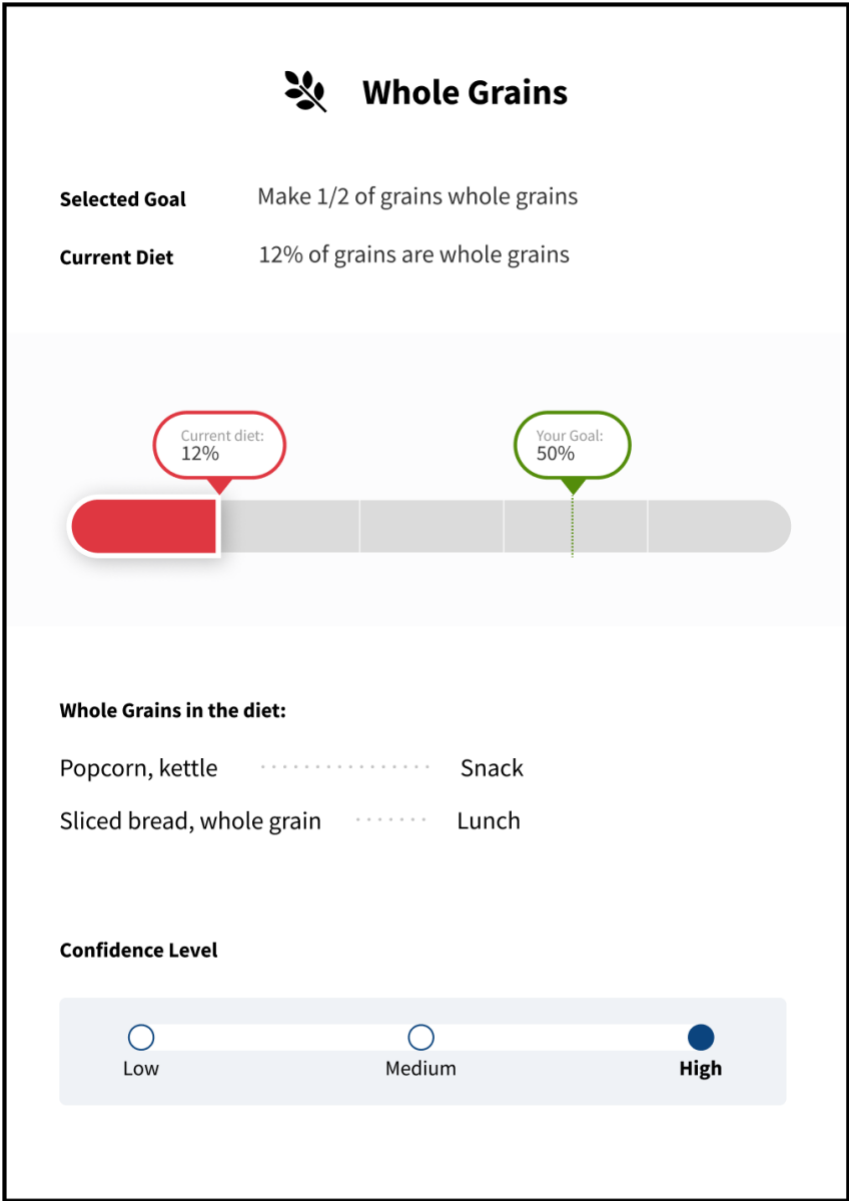 Whole Grains
Selected Goal Make 1/2 of grains whole grains
Current Diet 12% of grains are whole grains
Current diet:
12%
Your Goal:
50%
Whole Grains in the diet:
Popcorn, kettle ................ Snack
Sliced bread, whole grain ....... Lunch
Confidence Level
Low Medium High